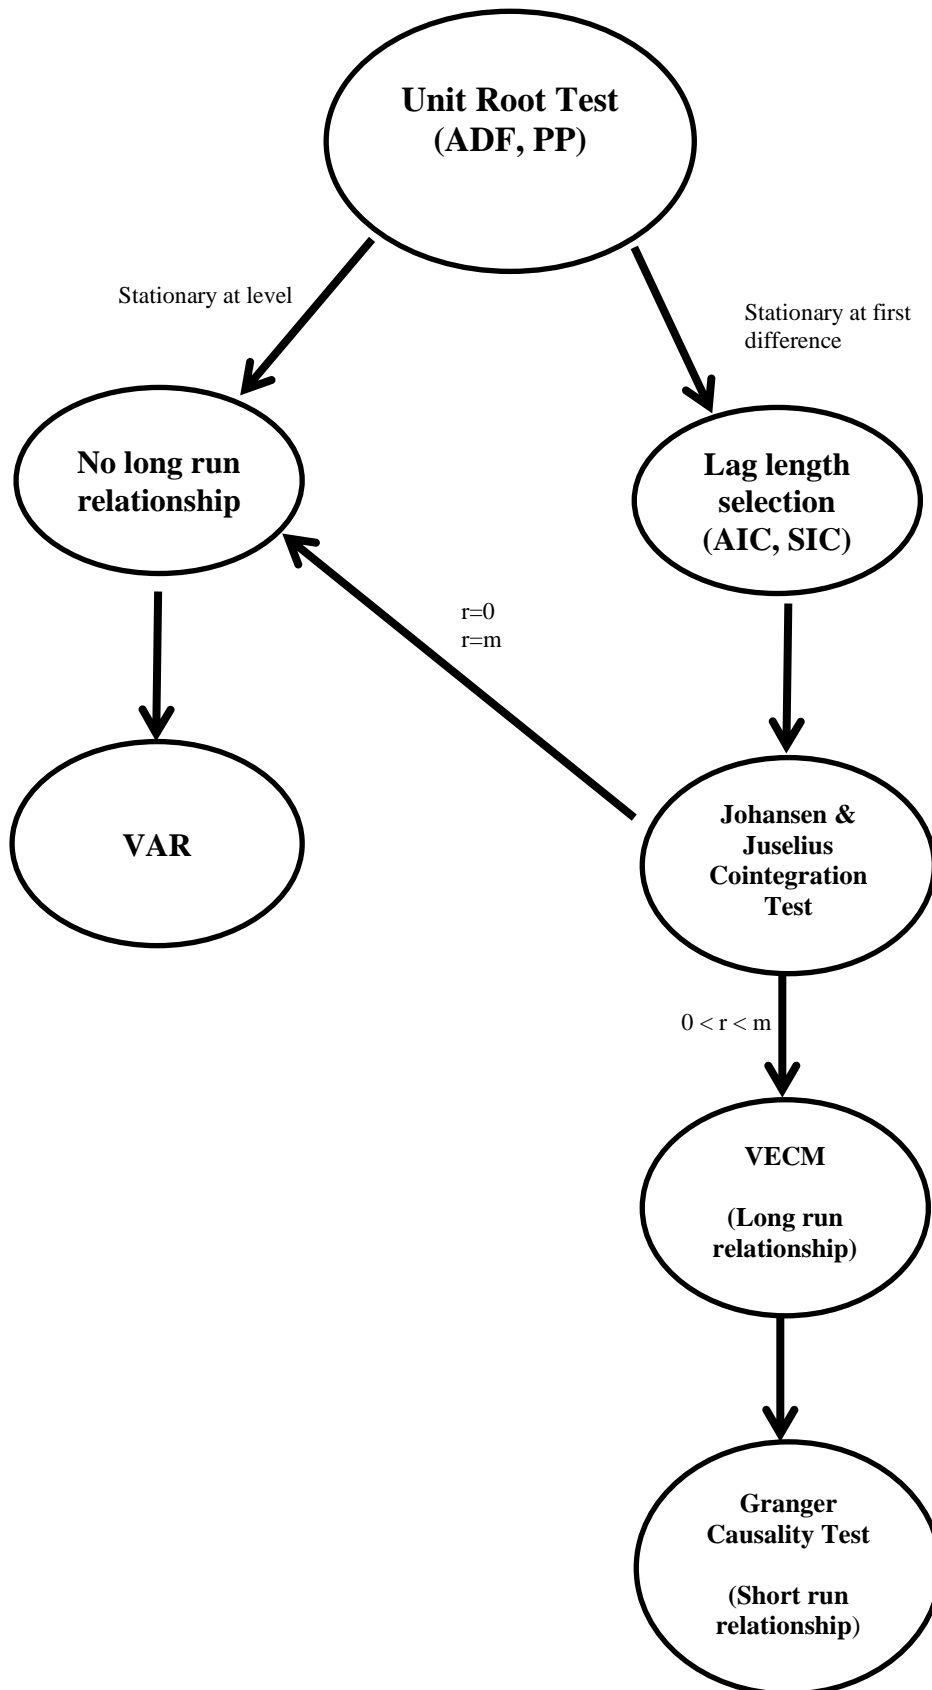 Unit Root Test
(ADF, PP)
Stationary at level
Stationary at first
difference
No long run
relationship
Lag length
selection
(AIC, SIC)
r=0
r=m
VAR
Johansen &
Juselius
Cointegration
Test
0 < r < m
VECM
(Long run
relationship)
Granger
Causality Test
(Short run
relationship)